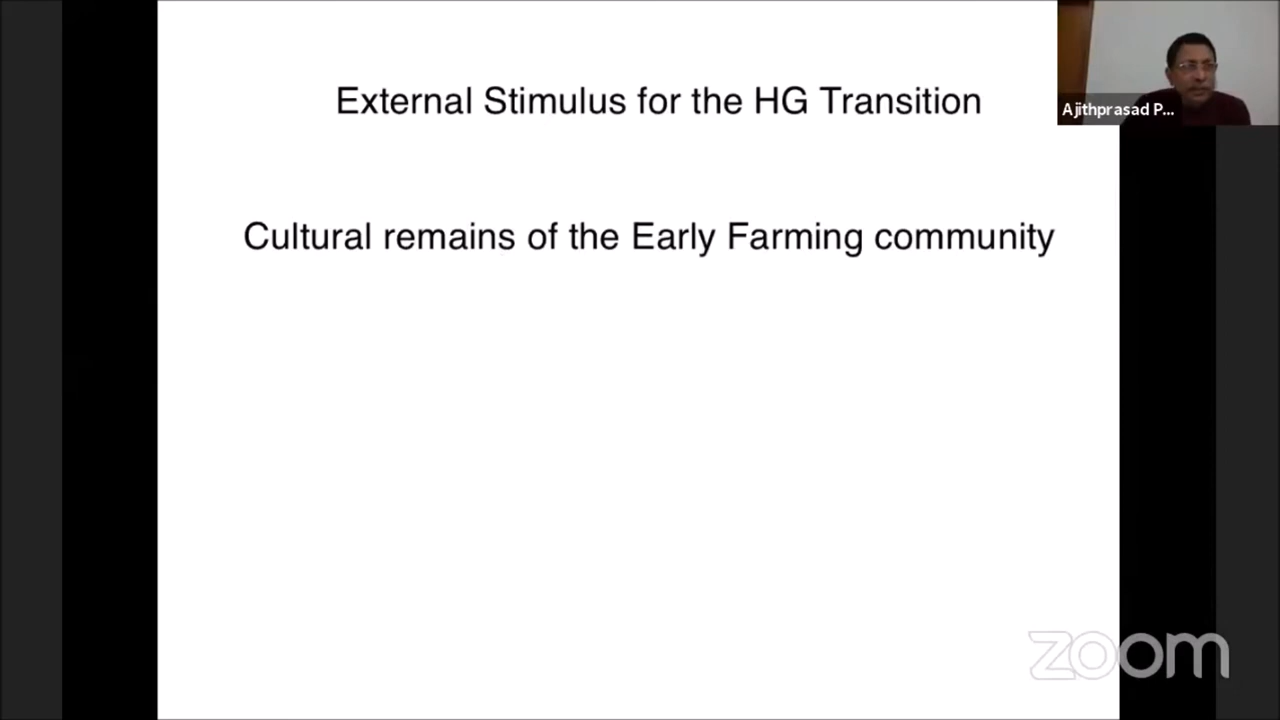 External Stimulus for the HG Transition
Ajithprasad P...
Cultural remains of the Early Farming community
zoom